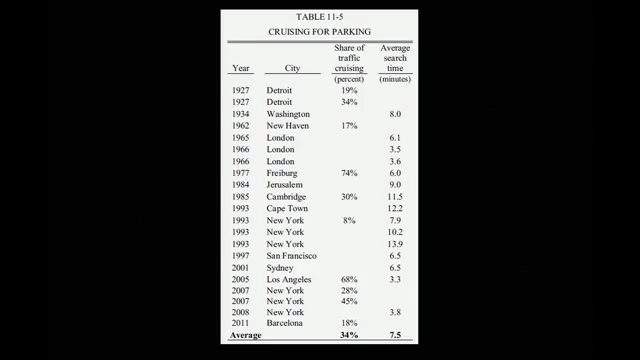 TABLE 11-5
CRUISING FOR PARKING
Year City Share of traffic cruising Average search time
(percent) (minutes)
1927 Detroit 19%
1927 Detroit 34%
1934 Washington 8.0
1962 New Haven 17%
1965 London 6.1
1966 London 3.5
1966 London 3.6
1977 Freiburg 74% 6.0
1984 Jerusalem 9.0
1985 Cambridge 30% 11.5
1993 Cape Town 12.2
1993 New York 8% 7.9
1993 New York 10.2
1993 New York 13.9
1997 San Francisco 6.5
2001 Sydney 6.5
2005 Los Angeles 68% 3.3
2007 New York 28%
2007 New York 45%
2008 New York 3.8
2011 Barcelona 18%
Average 34% 7.5